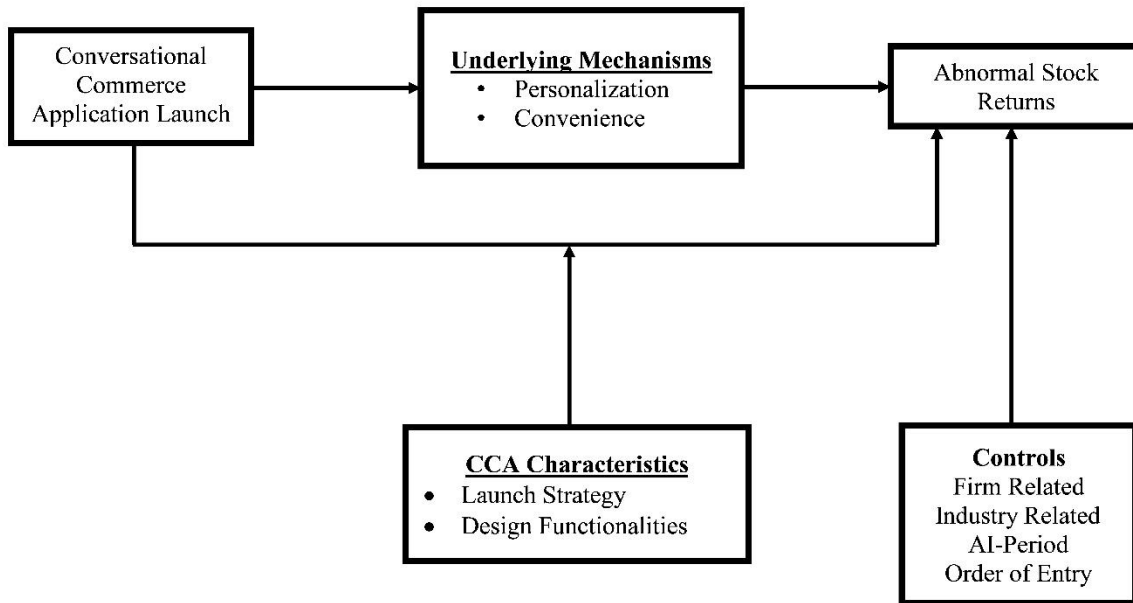 Conversational
Commerce
Application Launch
Underlying Mechanisms
• Personalization
• Convenience
Abnormal Stock
Returns
CCA Characteristics
• Launch Strategy
• Design Functionalities
Controls
Firm Related
Industry Related
AI-Period
Order of Entry